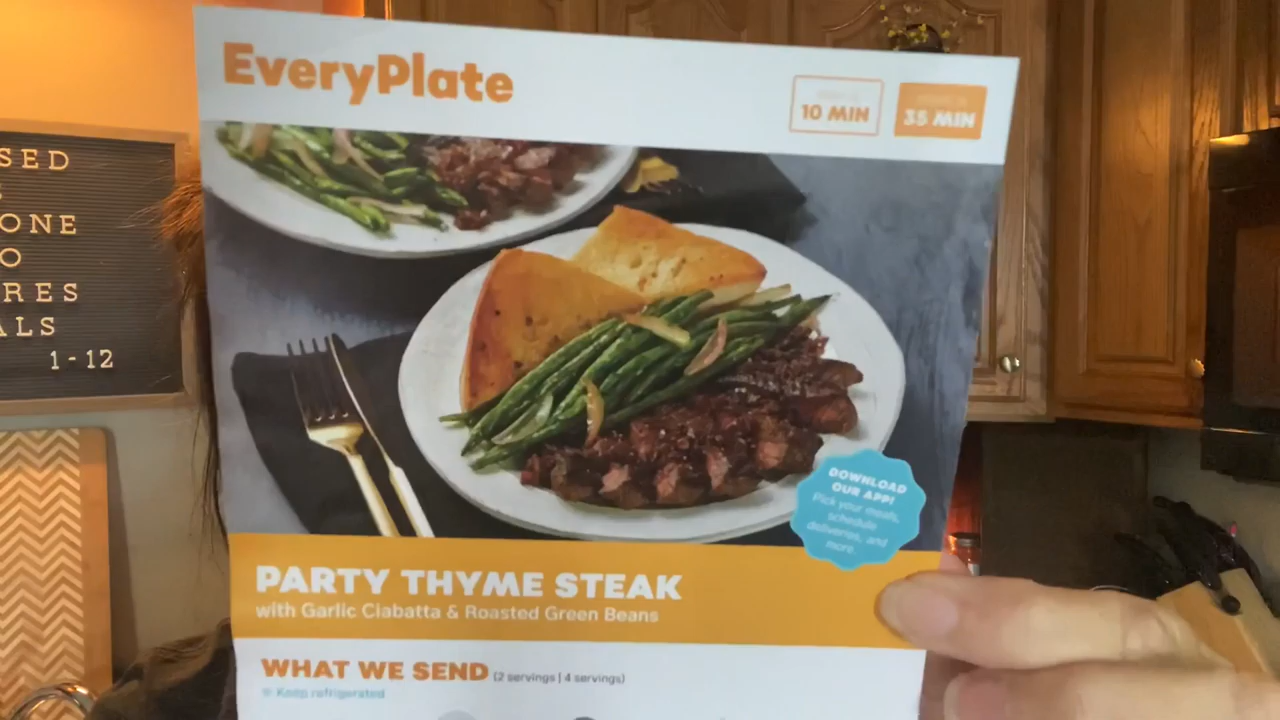 EveryPlate
10 MIN
35 MIN
SED
ONE
O
RES
ALS
1-12
DOWNLOAD
OUR APP!
Pick your meals,
schedule
deliveries, and
more.
PARTY THYME STEAK
with Garlic Ciabatta & Roasted Green Beans
WHAT WE SEND (2 servings | 4 servings)
Keep refrigerated